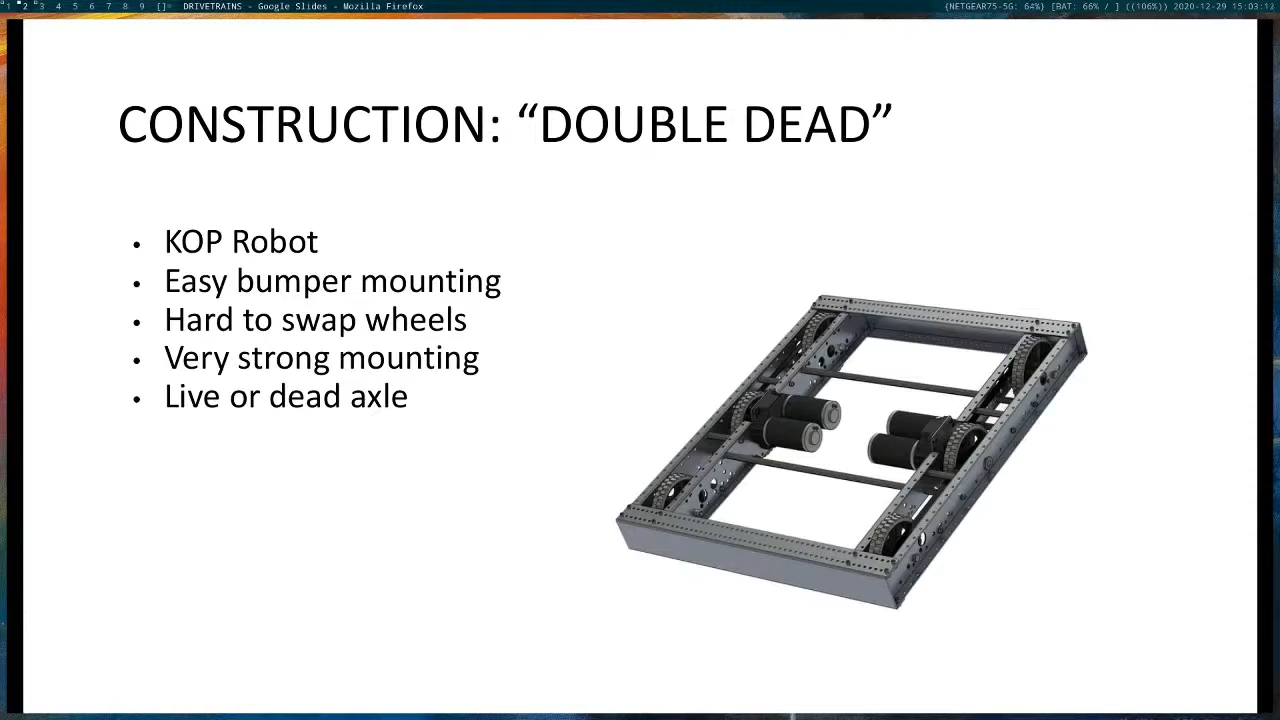 1 2 3 4 5 6 7 8 9 []= DRIVETRAINS - Google Slides - Mozilla Firefox {NETGEAR75-5G: 64%} [BAT: 66% / ] ((106%)) 2020-12-29 15:03:12
CONSTRUCTION: “DOUBLE DEAD”
• KOP Robot
• Easy bumper mounting
• Hard to swap wheels
• Very strong mounting
• Live or dead axle